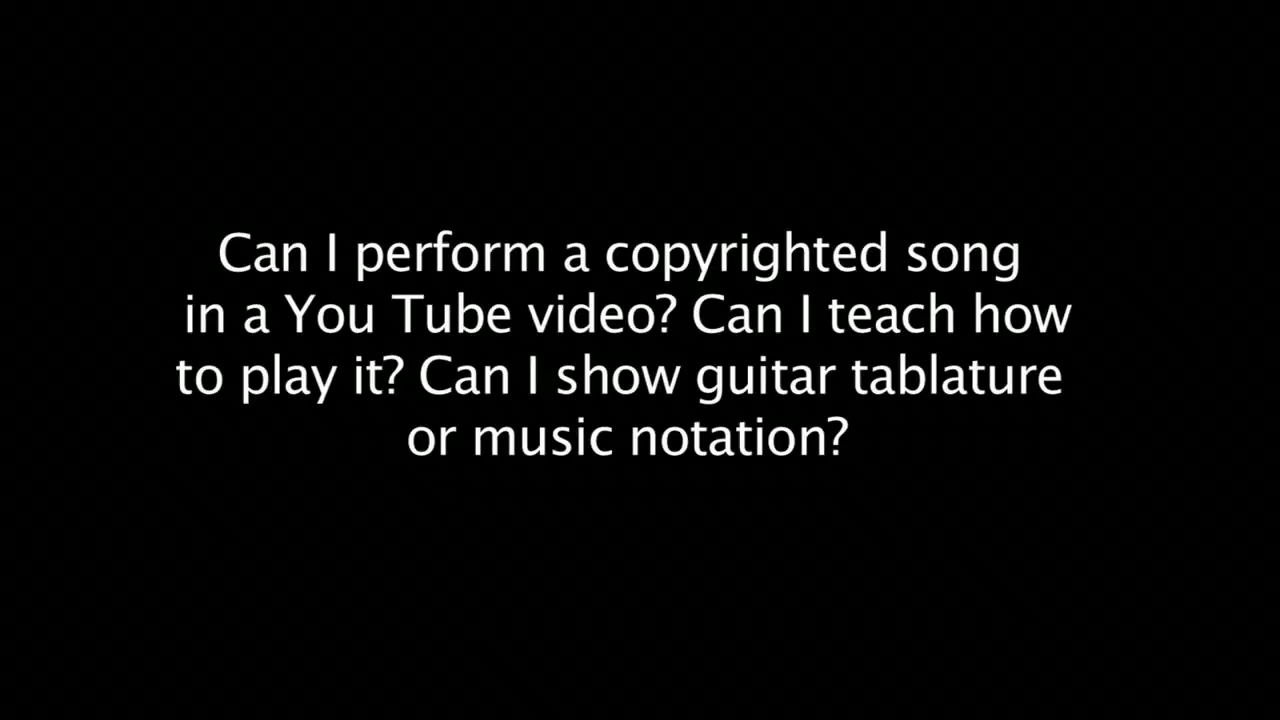 Can I perform a copyrighted song
in a You Tube video? Can I teach how
to play it? Can I show guitar tablature
or music notation?